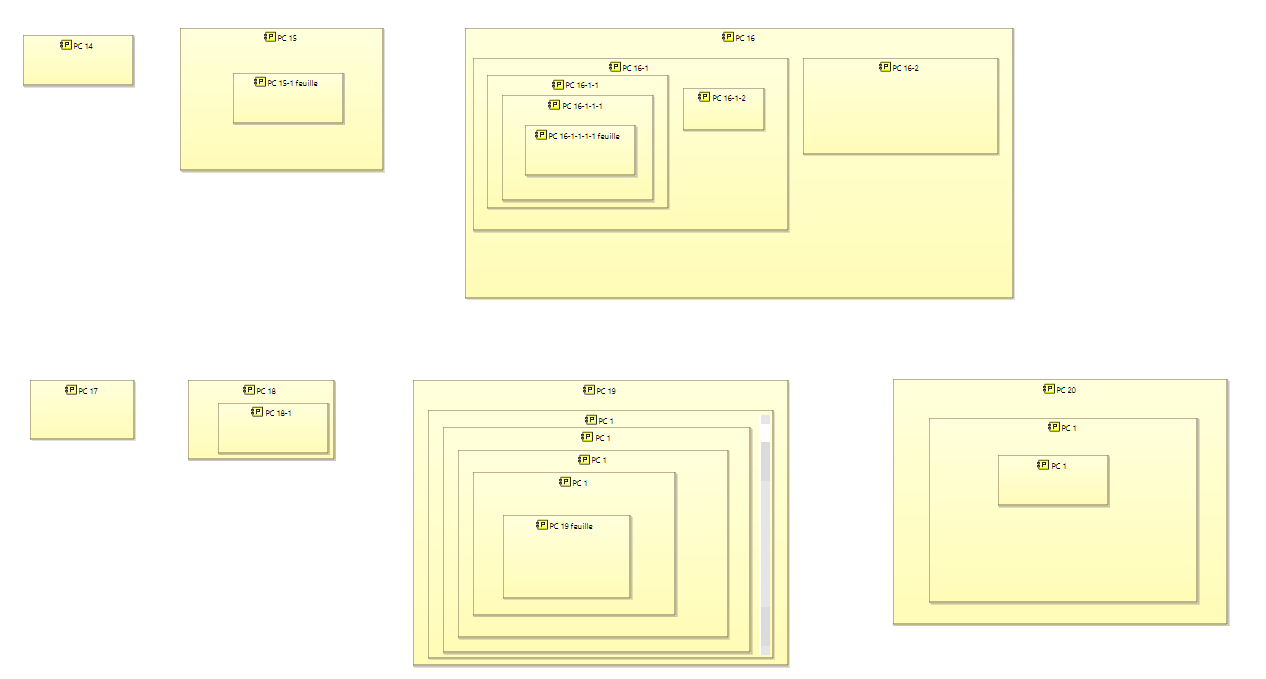 PC 14
PC 15
PC 15-1 feuille
PC 16
PC 16-1
PC 16-1-1
PC 16-1-1-1
PC 16-1-1-1-1 feuille
PC 16-1-2
PC 16-2
PC 17
PC 18
PC 18-1
PC 19
PC 1
PC 1
PC 1
PC 1
PC 19 feuille
PC 20
PC 1
PC 1